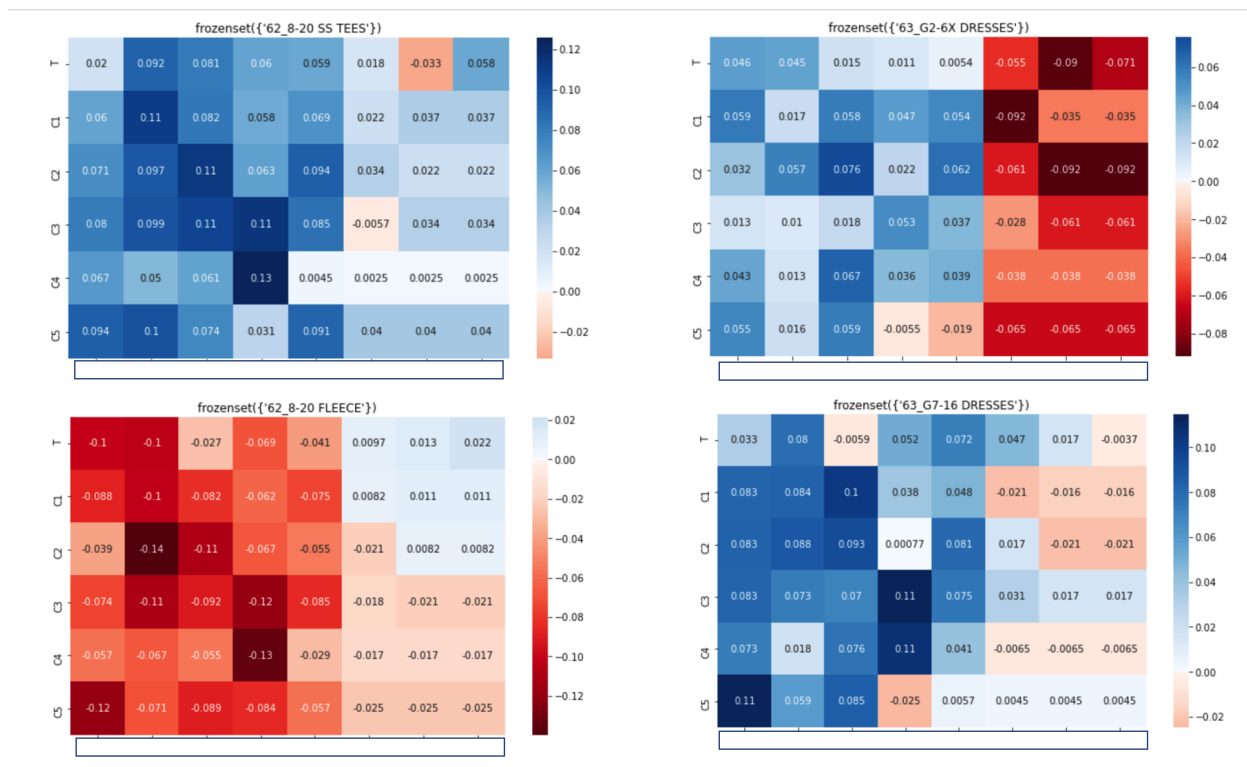 frozenset({'62_8-20 SS TEES'})
T 0.02 0.092 0.081 0.06 0.059 0.018 -0.033 0.058
C1 0.06 0.11 0.082 0.058 0.069 0.022 0.037 0.037
C2 0.071 0.097 0.11 0.063 0.094 0.034 0.022 0.022
C3 0.08 0.099 0.11 0.11 0.085 -0.0057 0.034 0.034
C4 0.067 0.05 0.061 0.13 0.0045 0.0025 0.0025 0.0025
C5 0.094 0.1 0.074 0.031 0.091 0.04 0.04 0.04
0.12
0.10
0.08
0.06
0.04
0.02
0.00
−0.02
frozenset({'63_G2-6X DRESSES'})
T 0.046 0.045 0.015 0.011 0.0054 -0.055 -0.09 -0.071
C1 0.059 0.017 0.058 0.047 0.054 -0.092 -0.035 -0.035
C2 0.032 0.057 0.076 0.022 0.062 -0.061 -0.092 -0.092
C3 0.013 0.01 0.018 0.053 0.037 -0.028 -0.061 -0.061
C4 0.043 0.013 0.067 0.036 0.039 -0.038 -0.038 -0.038
C5 0.055 0.016 0.059 -0.0055 -0.019 -0.065 -0.065 -0.065
0.06
0.04
0.02
0.00
−0.02
−0.04
−0.06
−0.08
frozenset({'62_8-20 FLEECE'})
T -0.1 -0.1 -0.027 -0.069 -0.041 0.0097 0.013 0.022
C1 -0.088 -0.1 -0.082 -0.062 -0.075 0.0082 0.011 0.011
C2 -0.039 -0.14 -0.11 -0.067 -0.055 -0.021 0.0082 0.0082
C3 -0.074 -0.11 -0.092 -0.12 -0.085 -0.018 -0.021 -0.021
C4 -0.057 -0.067 -0.055 -0.13 -0.029 -0.017 -0.017 -0.017
C5 -0.12 -0.071 -0.089 -0.084 -0.057 -0.025 -0.025 -0.025
0.02
0.00
−0.02
−0.04
−0.06
−0.08
−0.10
−0.12
frozenset({'63_G7-16 DRESSES'})
T 0.033 0.08 -0.0059 0.052 0.072 0.047 0.017 -0.0037
C1 0.083 0.084 0.1 0.038 0.048 -0.021 -0.016 -0.016
C2 0.083 0.088 0.093 0.00077 0.081 0.017 -0.021 -0.021
C3 0.083 0.073 0.07 0.11 0.075 0.031 0.017 0.017
C4 0.073 0.018 0.076 0.11 0.041 -0.0065 -0.0065 -0.0065
C5 0.11 0.059 0.085 -0.025 0.0057 0.0045 0.0045 0.0045
0.10
0.08
0.06
0.04
0.02
0.00
−0.02